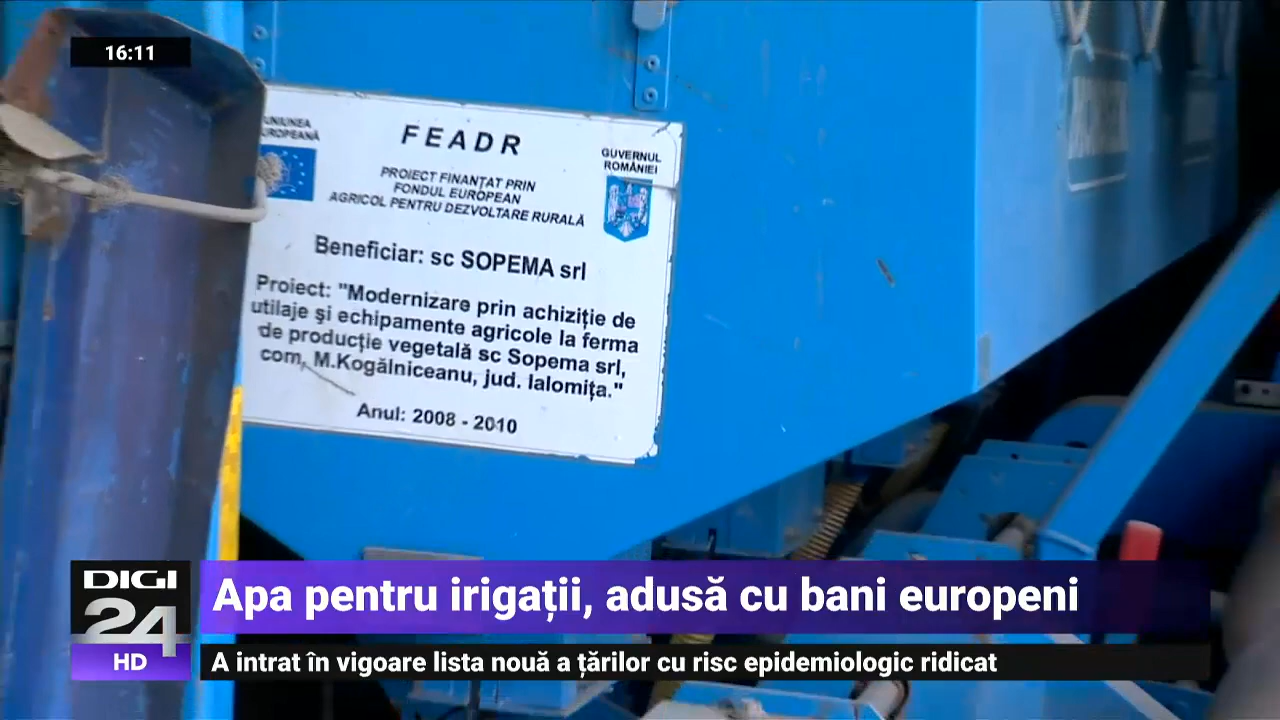 16:11
UNIUNEA
EUROPEANĂ
FEADR
GUVERNUL
ROMÂNIEI
PROIECT FINANȚAT PRIN
FONDUL EUROPEAN
AGRICOL PENTRU DEZVOLTARE RURALĂ
Beneficiar: sc SOPEMA srl
Proiect: "Modernizare prin achiziție de
utilaje și echipamente agricole la ferma
de producție vegetală sc Sopema srl,
com, M.Kogălniceanu, jud. Ialomița."
Anul: 2008 - 2010
DIGI
24
HD
Apa pentru irigații, adusă cu bani europeni
A intrat în vigoare lista nouă a țărilor cu risc epidemiologic ridicat